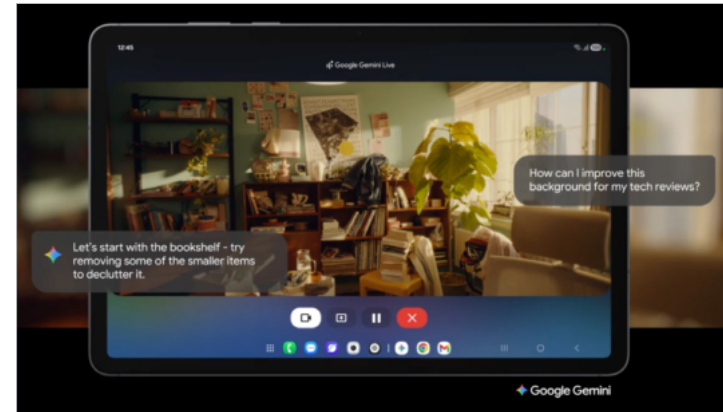 12:45
Google Gemini Live
How can I improve this
background for my tech reviews?
Let's start with the bookshelf - try
removing some of the smaller items
to declutter it.
Google Gemini